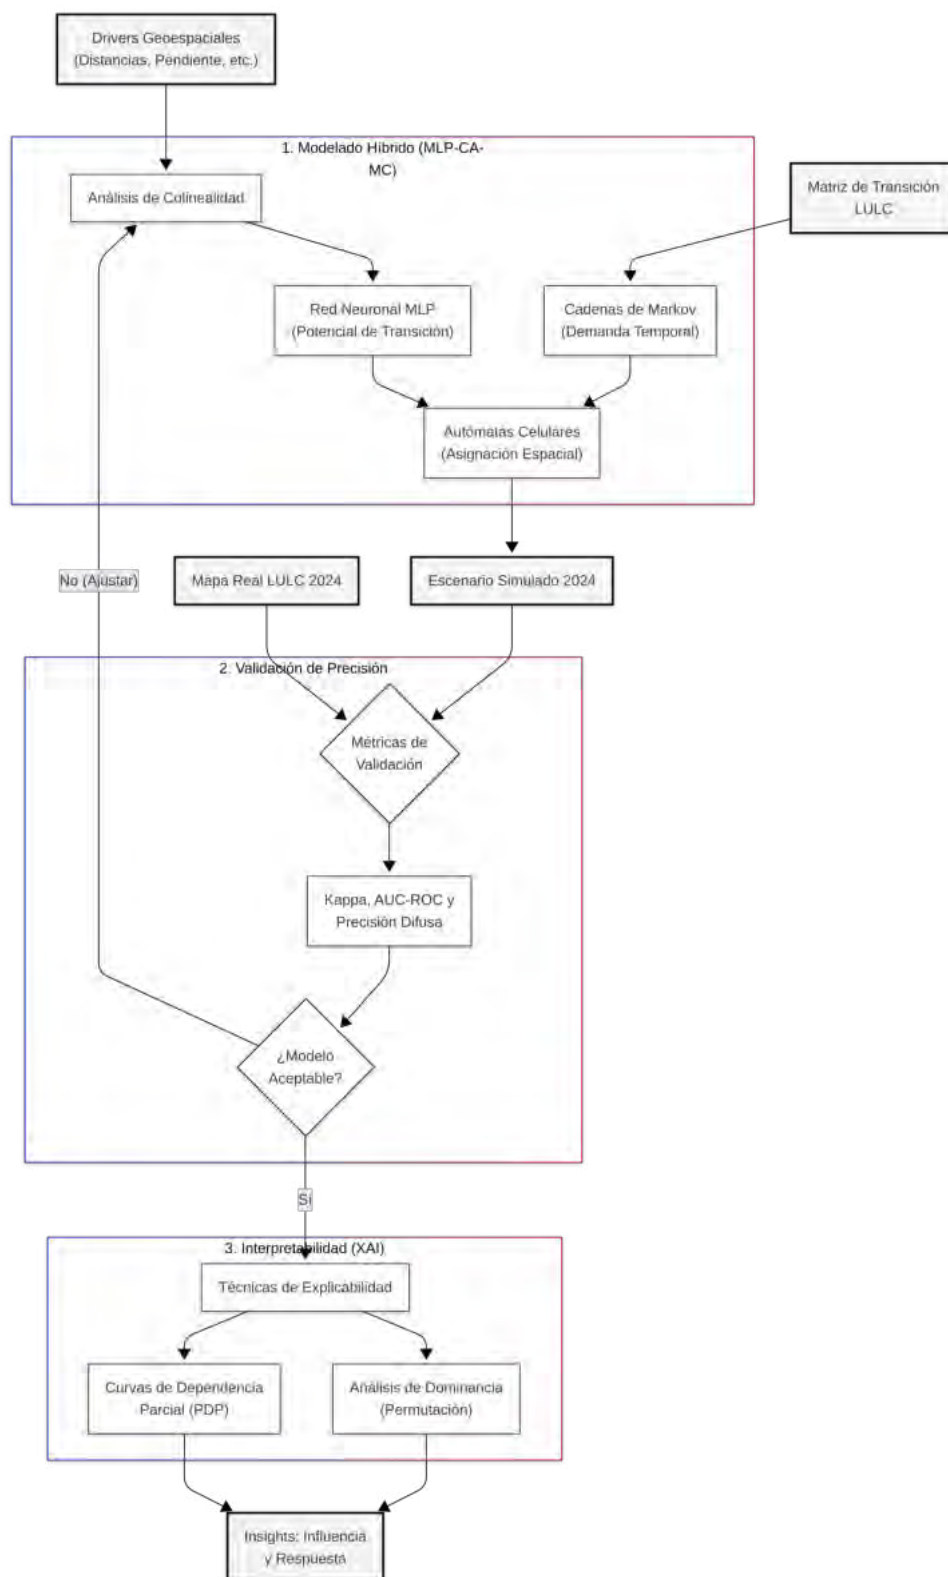 Drivers Geoespaciales
(Distancias, Pendiente, etc.)
1. Modelado Híbrido (MLP-CA-
MC)
Análisis de Colinealidad
Matriz de Transición
LULC
Red Neuronal MLP
(Potencial de Transición)
Cadenas de Markov
(Demanda Temporal)
Autómatas Celulares
(Asignación Espacial)
No (Ajustar)
Mapa Real LULC 2024
Escenario Simulado 2024
2. Validación de Precisión
Métricas de
Validación
Kappa, AUC-ROC y
Precisión Difusa
¿Modelo
Aceptable?
Sí
3. Interpretabilidad (XAI)
Técnicas de Explicabilidad
Curvas de Dependencia
Parcial (PDP)
Análisis de Dominancia
(Permutación)
Insights: Influencia
y Respuesta